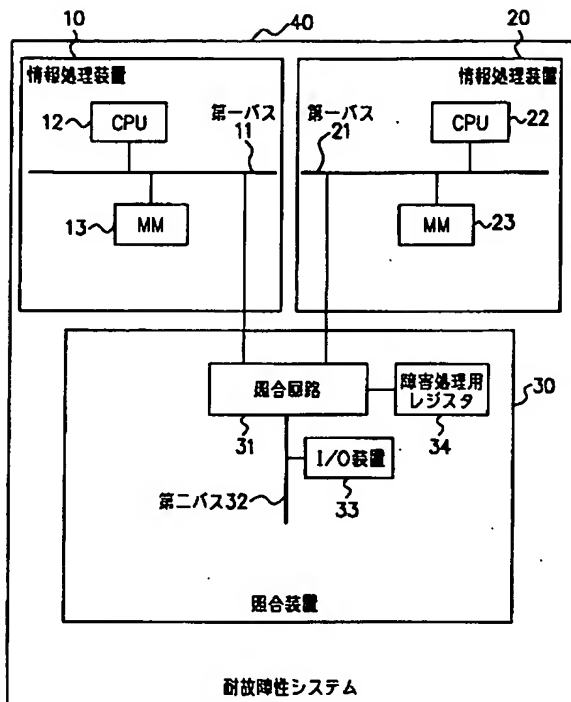 10
40
20
情報処理装置
情報処理装置
12
CPU
第一バス
11
第一バス
21
CPU
22
13
MM
MM
23
照合回路
障害処理用
レジスタ
30
31
34
I/O装置
第二バス32
33
照合装置
耐故障性システム